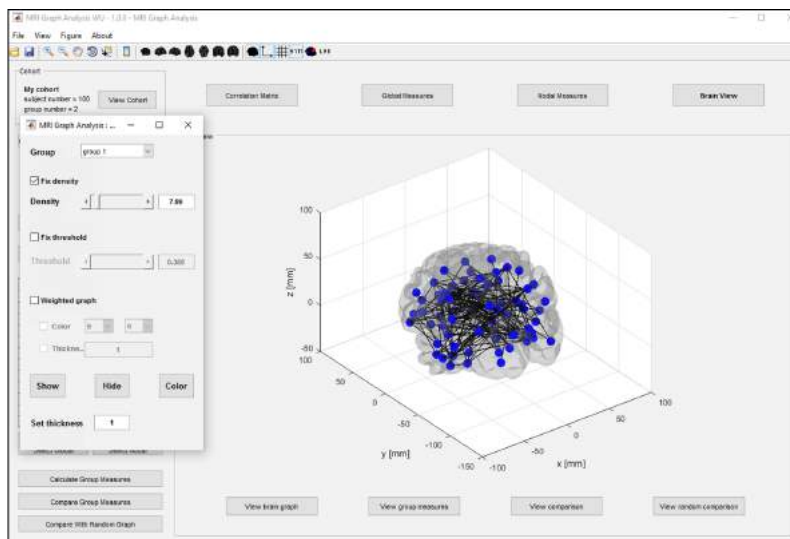 MRI Graph Analysis WU - 1.0.0 - MRI Graph Analysis
File View Figure About
Cohort
My cohort
subject number = 100
group number = 2
View Cohort
Correlation Matrix
Global Measures
Nodal Measures
Brain View
MRI Graph Analysis : ...
Group
group 1
Fix density
Density
Fix threshold
Threshold
Weighted graph
Color
0
0
Thickne...
1
Show
Hide
Color
Set thickness
1
100
50
0
-50
z [mm]
100
50
0
-50
-100
-150
y [mm]
-100
-50
0
50
100
x [mm]
Calculate Group Measures
Compare Group Measures
Compare With Random Graph
View brain graph
View group measures
View comparison
View random comparison